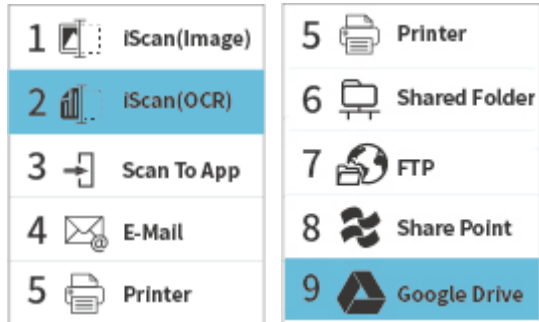 1 iScan(Image)
2 iScan(OCR)
3 Scan To App
4 E-Mail
5 Printer
5 Printer
6 Shared Folder
7 FTP
8 Share Point
9 Google Drive